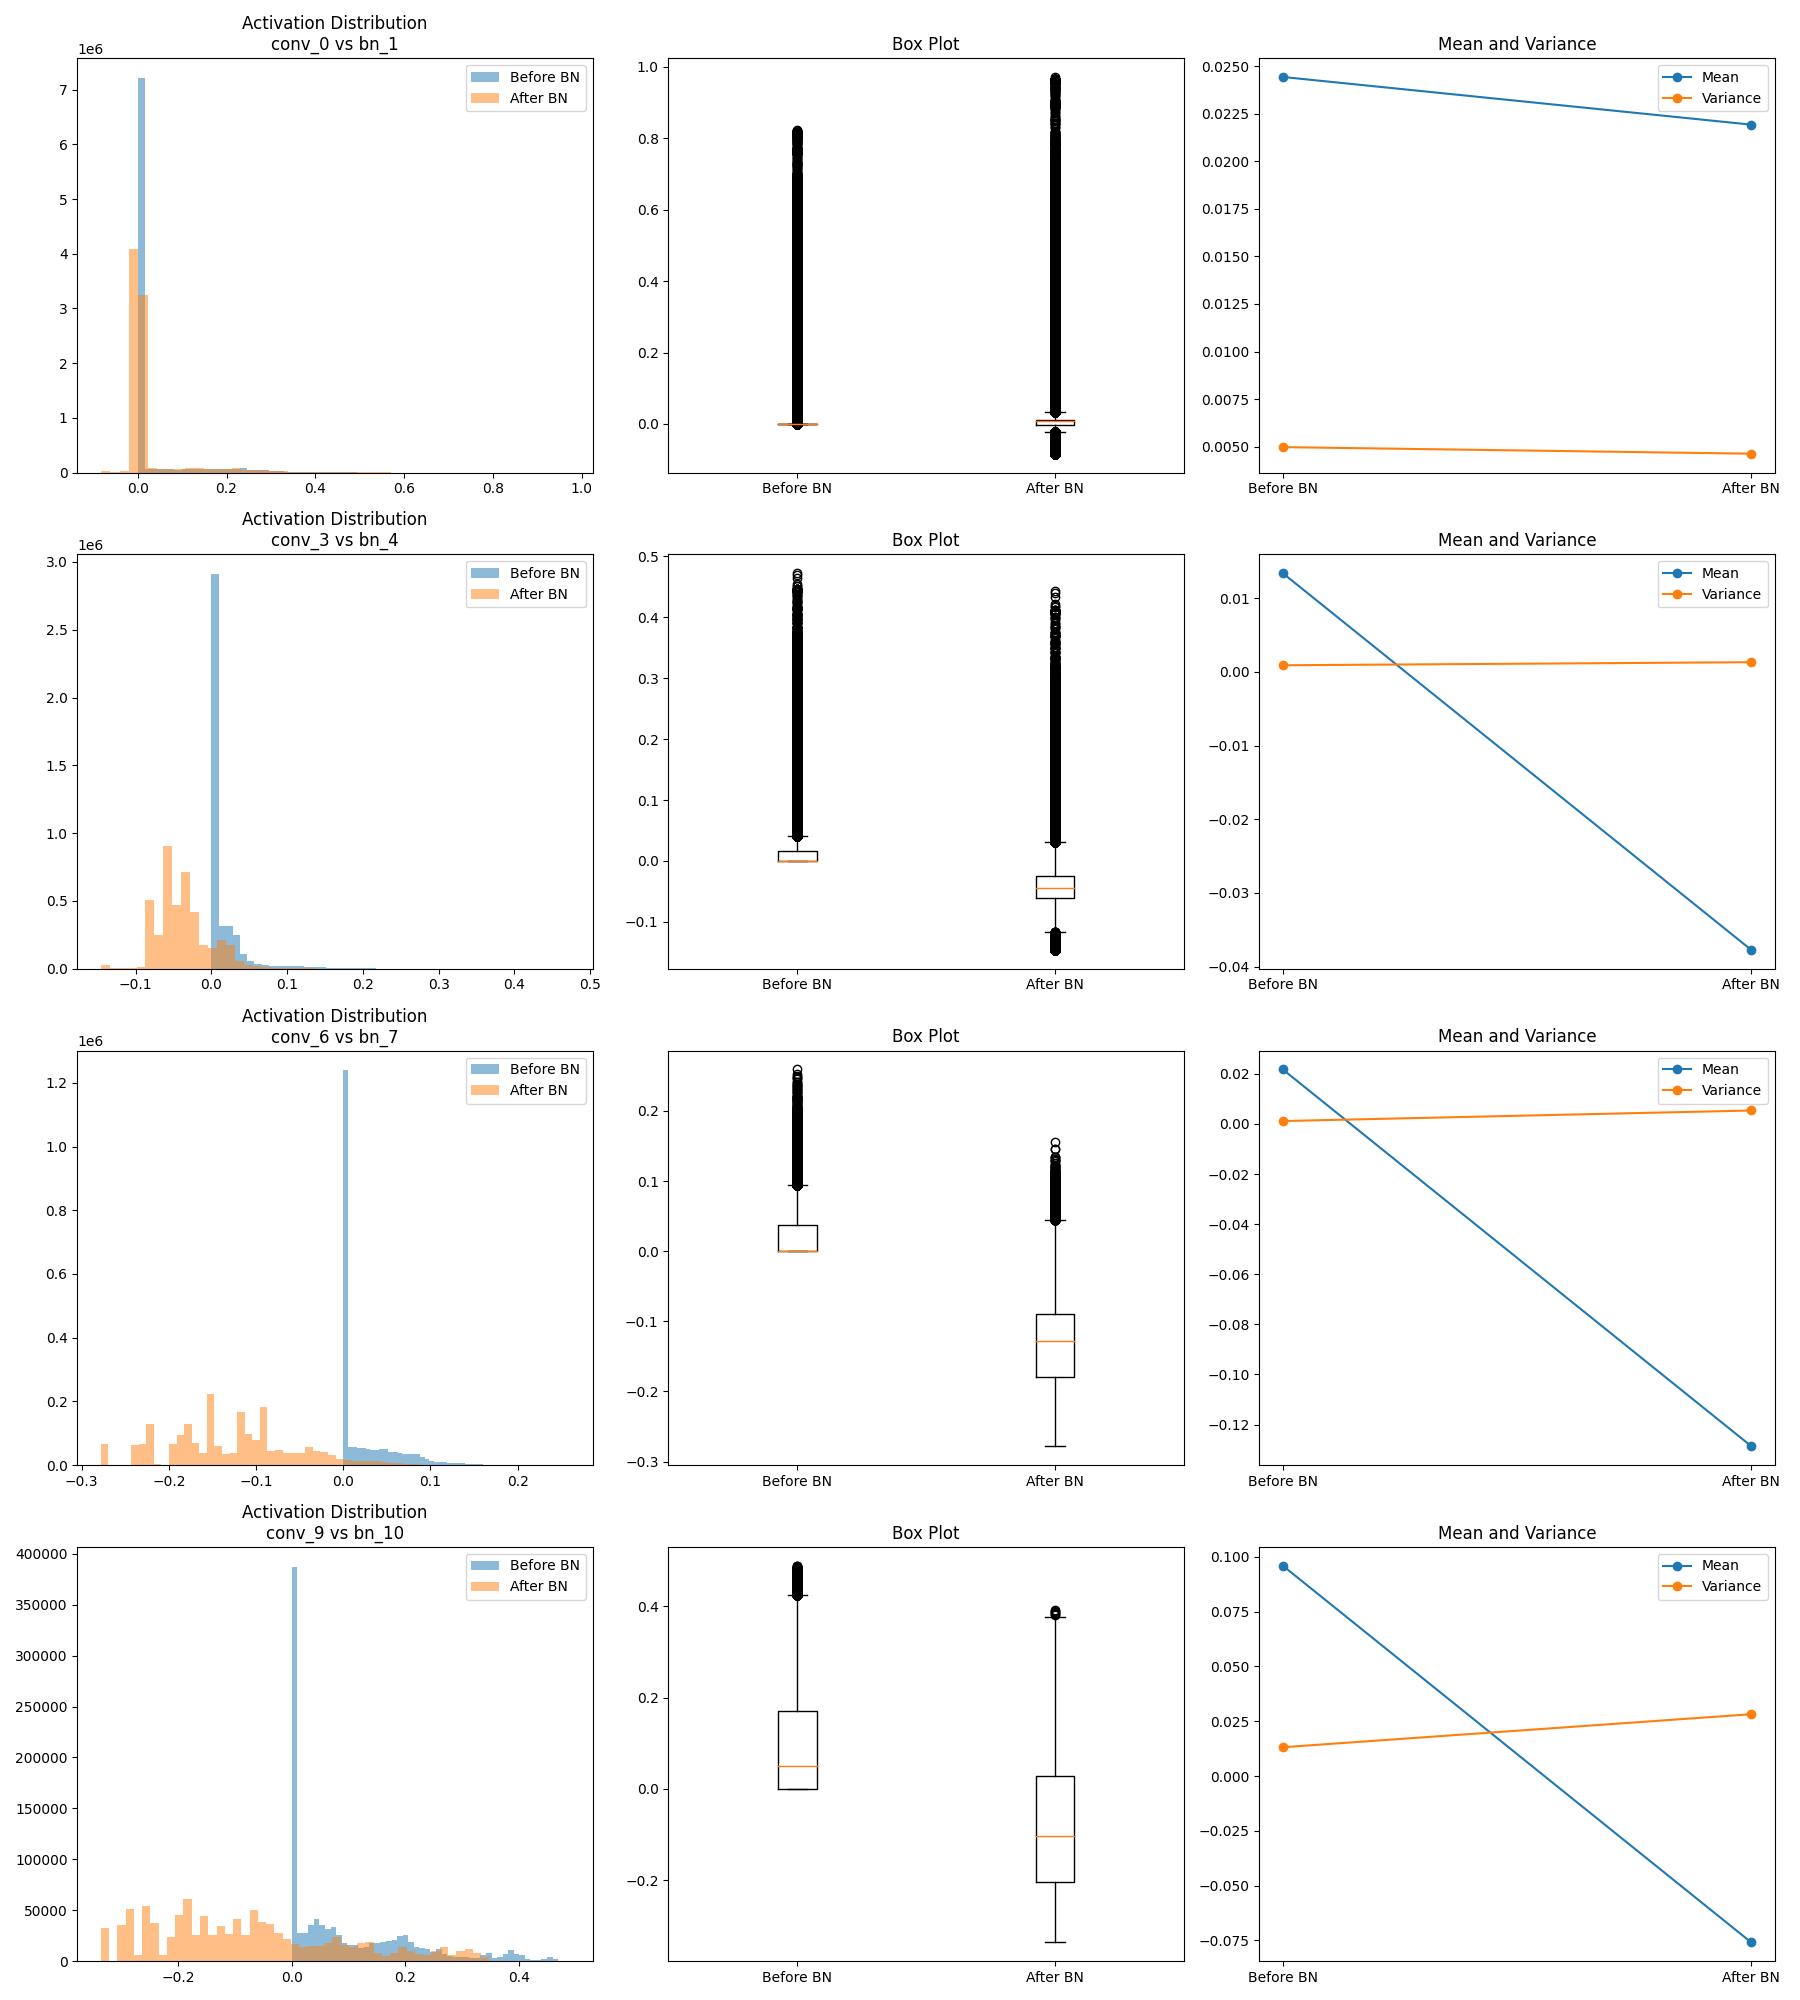 Activation Distribution
conv_0 vs bn_1
1e6
7
6
5
4
3
2
1
0
0.0 0.2 0.4 0.6 0.8 1.0
Before BN
After BN
Box Plot
1.0
0.8
0.6
0.4
0.2
0.0
Before BN After BN
Mean and Variance
0.0250
0.0225
0.0200
0.0175
0.0150
0.0125
0.0100
0.0075
0.0050
Before BN After BN
Mean
Variance
Activation Distribution
conv_3 vs bn_4
1e6
3.0
2.5
2.0
1.5
1.0
0.5
0.0
−0.1 0.0 0.1 0.2 0.3 0.4 0.5
Before BN
After BN
Box Plot
0.5
0.4
0.3
0.2
0.1
0.0
−0.1
Before BN After BN
Mean and Variance
0.01
0.00
−0.01
−0.02
−0.03
−0.04
Before BN After BN
Mean
Variance
Activation Distribution
conv_6 vs bn_7
1e6
1.2
1.0
0.8
0.6
0.4
0.2
0.0
−0.3 −0.2 −0.1 0.0 0.1 0.2
Before BN
After BN
Box Plot
0.2
0.1
0.0
−0.1
−0.2
−0.3
Before BN After BN
Mean and Variance
0.02
0.00
−0.02
−0.04
−0.06
−0.08
−0.10
−0.12
Before BN After BN
Mean
Variance
Activation Distribution
conv_9 vs bn_10
400000
350000
300000
250000
200000
150000
100000
50000
0
−0.2 0.0 0.2 0.4
Before BN
After BN
Box Plot
0.4
0.2
0.0
−0.2
Before BN After BN
Mean and Variance
0.100
0.075
0.050
0.025
0.000
−0.025
−0.050
−0.075
Before BN After BN
Mean
Variance